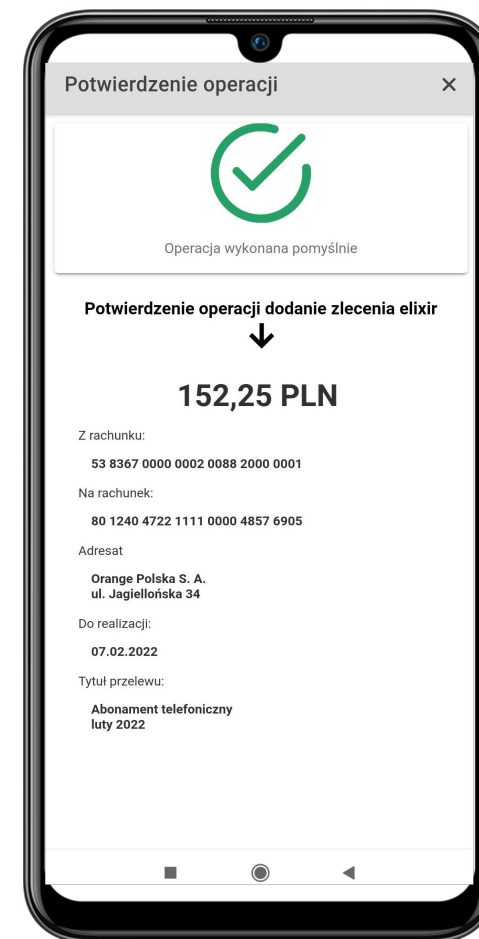 Potwierdzenie operacji
Operacja wykonana pomyślnie
Potwierdzenie operacji dodanie zlecenia elixir
152,25 PLN
Z rachunku:
53 8367 0000 0002 0088 2000 0001
Na rachunek:
80 1240 4722 1111 0000 4857 6905
Adresat
Orange Polska S. A.
ul. Jagiellońska 34
Do realizacji:
07.02.2022
Tytuł przelewu:
Abonament telefoniczny
luty 2022